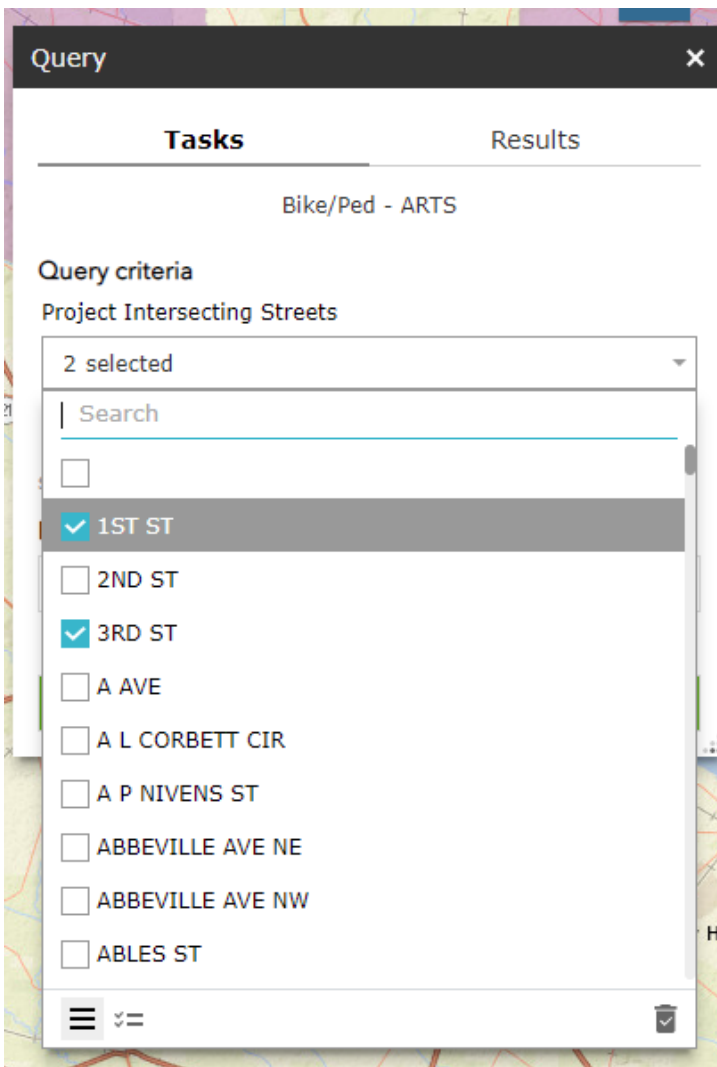 Query
Tasks Results
Bike/Ped - ARTS
Query criteria
Project Intersecting Streets
2 selected
Search
1ST ST
2ND ST
3RD ST
A AVE
A L CORBETT CIR
A P NIVENS ST
ABBEVILLE AVE NE
ABBEVILLE AVE NW
ABLES ST
H